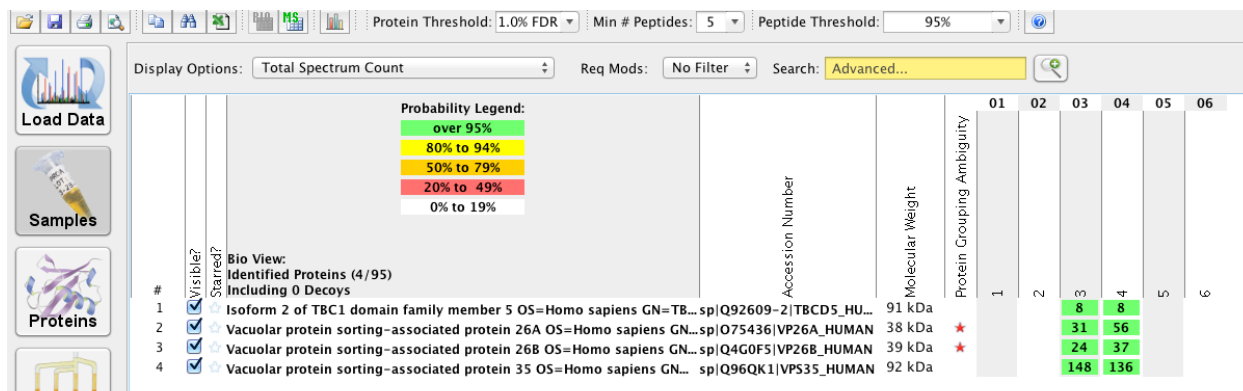 Protein Threshold: 1.0% FDR Min # Peptides: 5 Peptide Threshold: 95%
Load Data
Samples
Proteins
Display Options: Total Spectrum Count Req Mods: No Filter Search: Advanced...
Probability Legend:
over 95%
80% to 94%
50% to 79%
20% to 49%
0% to 19%
Bio View:
Identified Proteins (4/95)
Including 0 Decoys
# Visible? Starred? Accession Number Molecular Weight Protein Grouping Ambiguity
01 02 03 04 05 06
1 2 3 4 5 6
1 Isoform 2 of TBC1 domain family member 5 OS=Homo sapiens GN=TB... sp|Q92609-2|TBCD5_HU... 91 kDa 8 8
2 Vacuolar protein sorting-associated protein 26A OS=Homo sapiens GN... sp|O75436|VP26A_HUMAN 38 kDa 31 56
3 Vacuolar protein sorting-associated protein 26B OS=Homo sapiens GN... sp|Q4G0F5|VP26B_HUMAN 39 kDa 24 37
4 Vacuolar protein sorting-associated protein 35 OS=Homo sapiens GN... sp|Q96QK1|VPS35_HUMAN 92 kDa 148 136